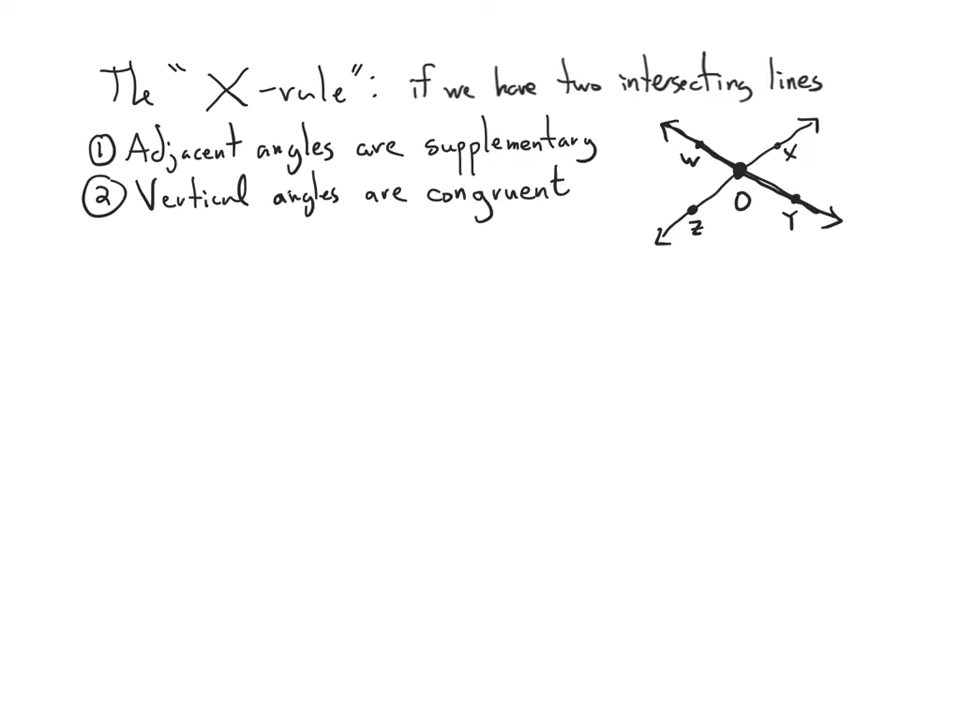 The "X-rule": if we have two intersecting lines
① Adjacent angles are supplementary
② Vertical angles are congruent
W X
O
Z Y